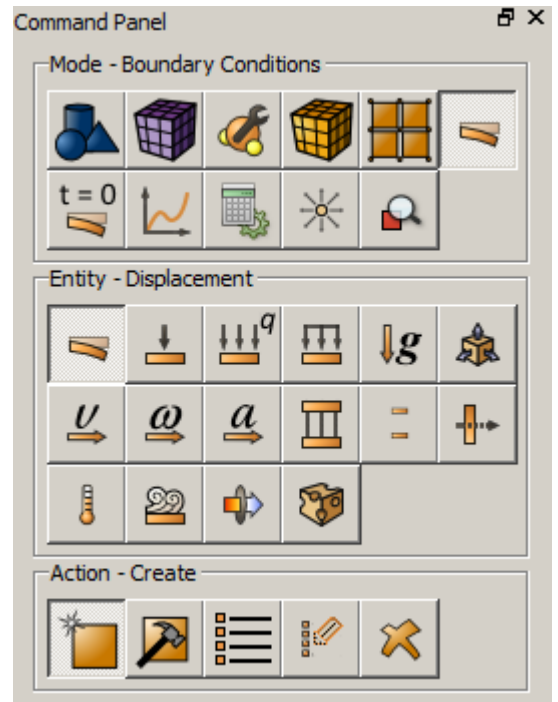 Command Panel
Mode - Boundary Conditions
t = 0
Entity - Displacement
q
g
υ ω a
Action - Create